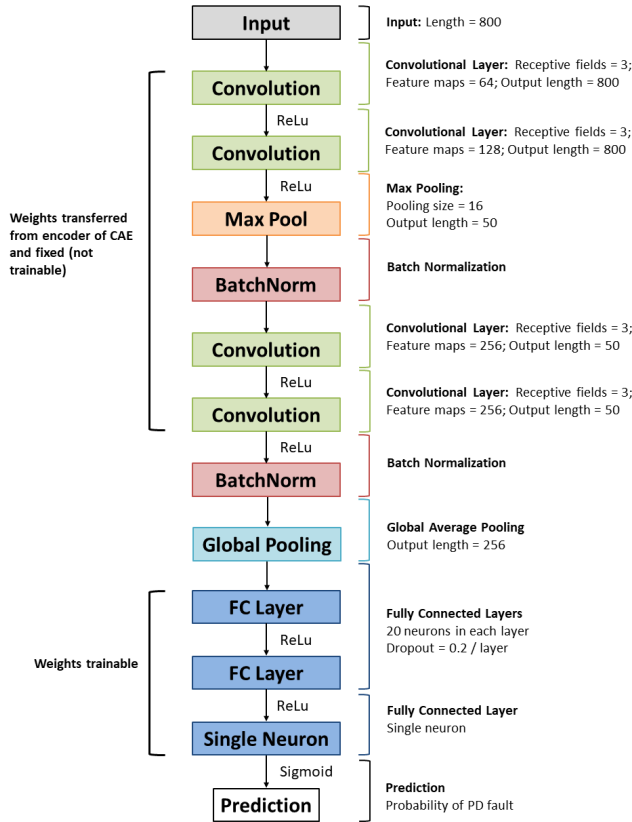 Input
Input: Length = 800
Convolution
Convolutional Layer: Receptive fields = 3;
Feature maps = 64; Output length = 800
ReLu
Convolution
Convolutional Layer: Receptive fields = 3;
Feature maps = 128; Output length = 800
ReLu
Max Pool
Max Pooling:
Pooling size = 16
Output length = 50
Weights transferred
from encoder of CAE
and fixed (not
trainable)
BatchNorm
Batch Normalization
Convolution
Convolutional Layer: Receptive fields = 3;
Feature maps = 256; Output length = 50
ReLu
Convolution
Convolutional Layer: Receptive fields = 3;
Feature maps = 256; Output length = 50
ReLu
BatchNorm
Batch Normalization
Global Pooling
Global Average Pooling
Output length = 256
FC Layer
ReLu
FC Layer
Fully Connected Layers
20 neurons in each layer
Dropout = 0.2 / layer
Weights trainable
ReLu
Single Neuron
Fully Connected Layer
Single neuron
Sigmoid
Prediction
Prediction
Probability of PD fault